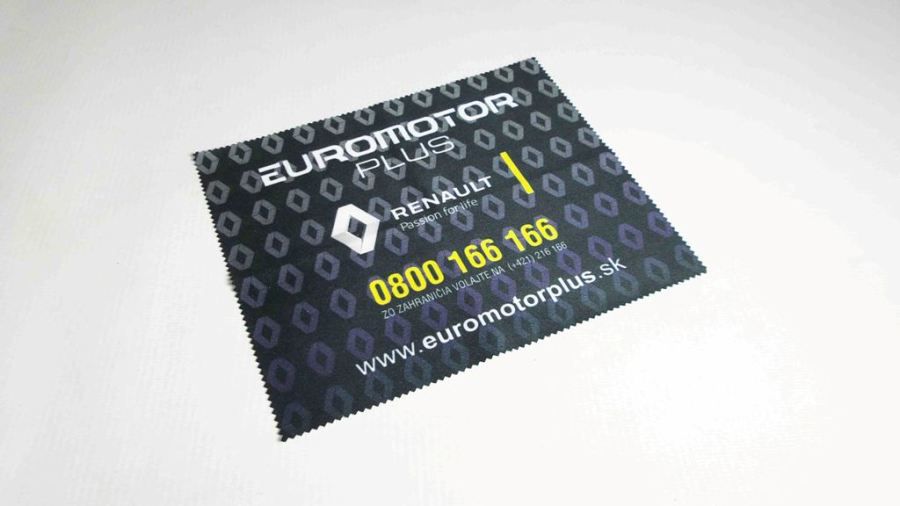 EUROMOTOR
PLUS
RENAULT
Passion for life
0800 166 166
ZO ZAHRANIČIA VOLAJTE NA (+421) 216 166
www.euromotorplus.sk